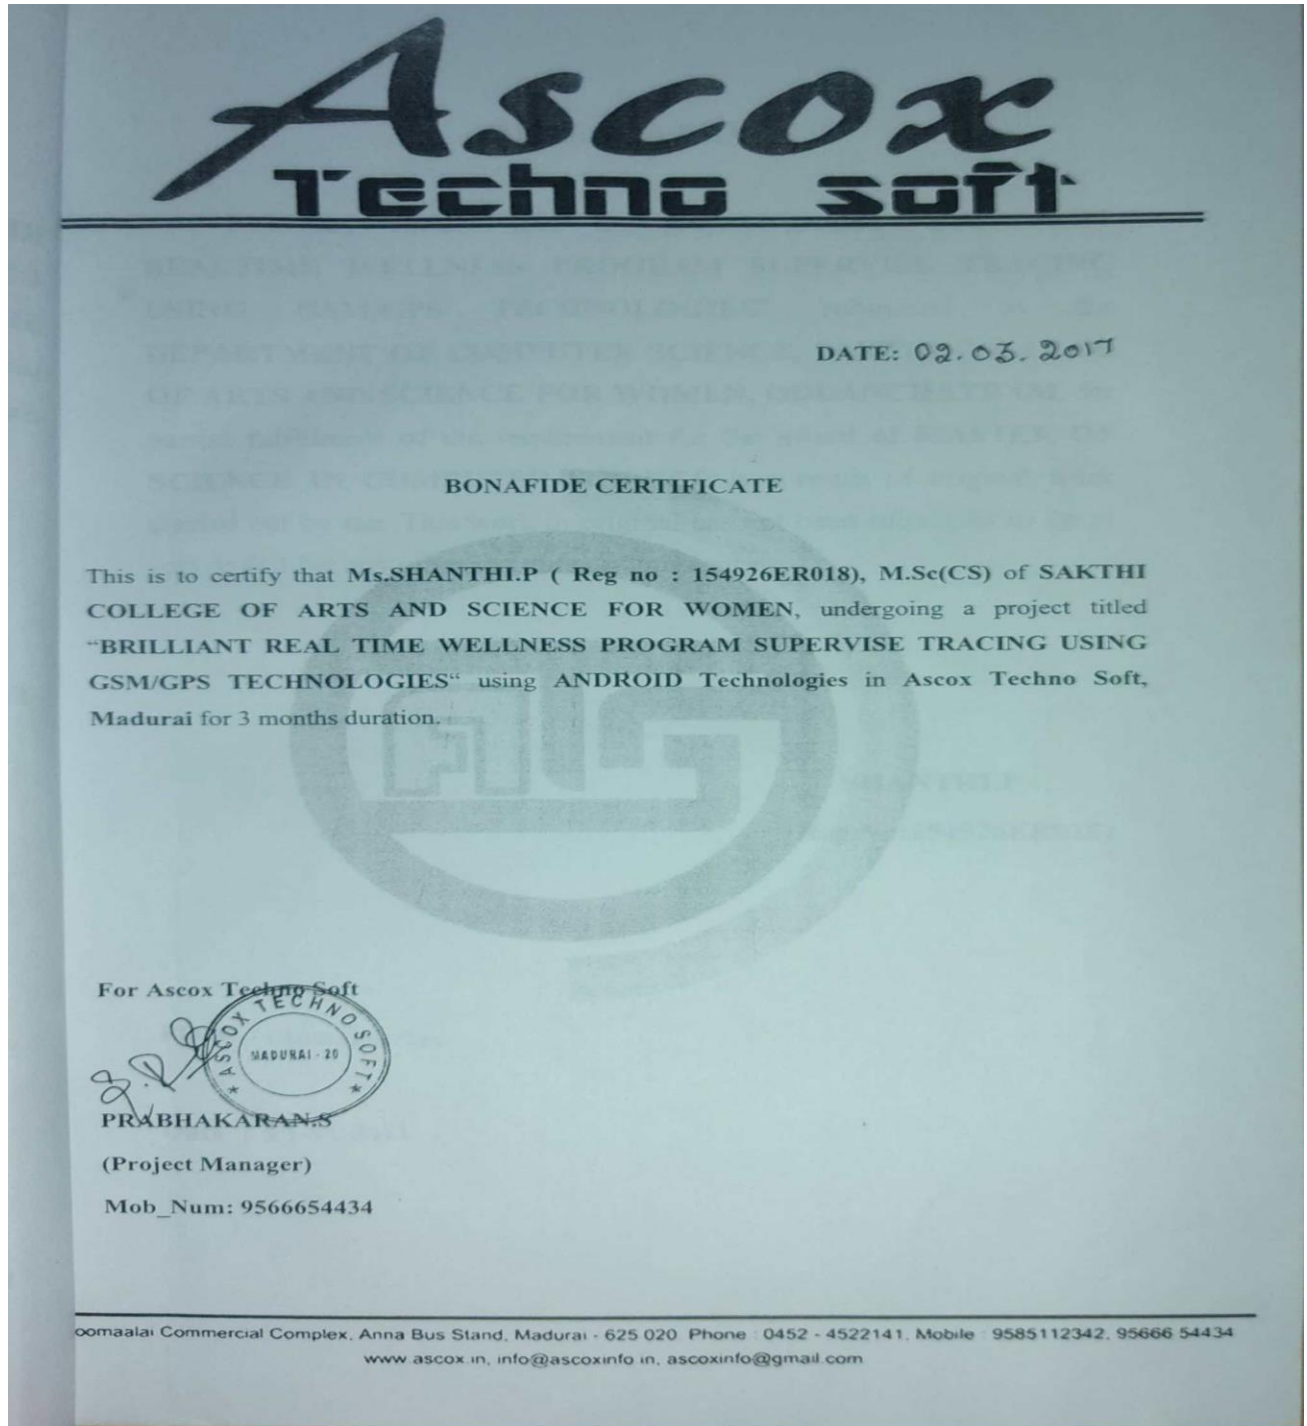 Ascox
Techno soft
DATE: 02.03.2017
BONAFIDE CERTIFICATE
This is to certify that Ms.SHANTHI.P ( Reg no : 154926ER018), M.Sc(CS) of SAKTHI
COLLEGE OF ARTS AND SCIENCE FOR WOMEN, undergoing a project titled
“BRILLIANT REAL TIME WELLNESS PROGRAM SUPERVISE TRACING USING
GSM/GPS TECHNOLOGIES“ using ANDROID Technologies in Ascox Techno Soft,
Madurai for 3 months duration.
For Ascox Techno Soft
ASCOX TECHNO SOFT
MADURAI - 20
PRABHAKARAN.S
(Project Manager)
Mob_Num: 9566654434
oomaalai Commercial Complex, Anna Bus Stand, Madurai - 625 020 Phone : 0452 - 4522141, Mobile : 9585112342, 95666 54434
www.ascox.in, info@ascoxinfo.in, ascoxinfo@gmail.com